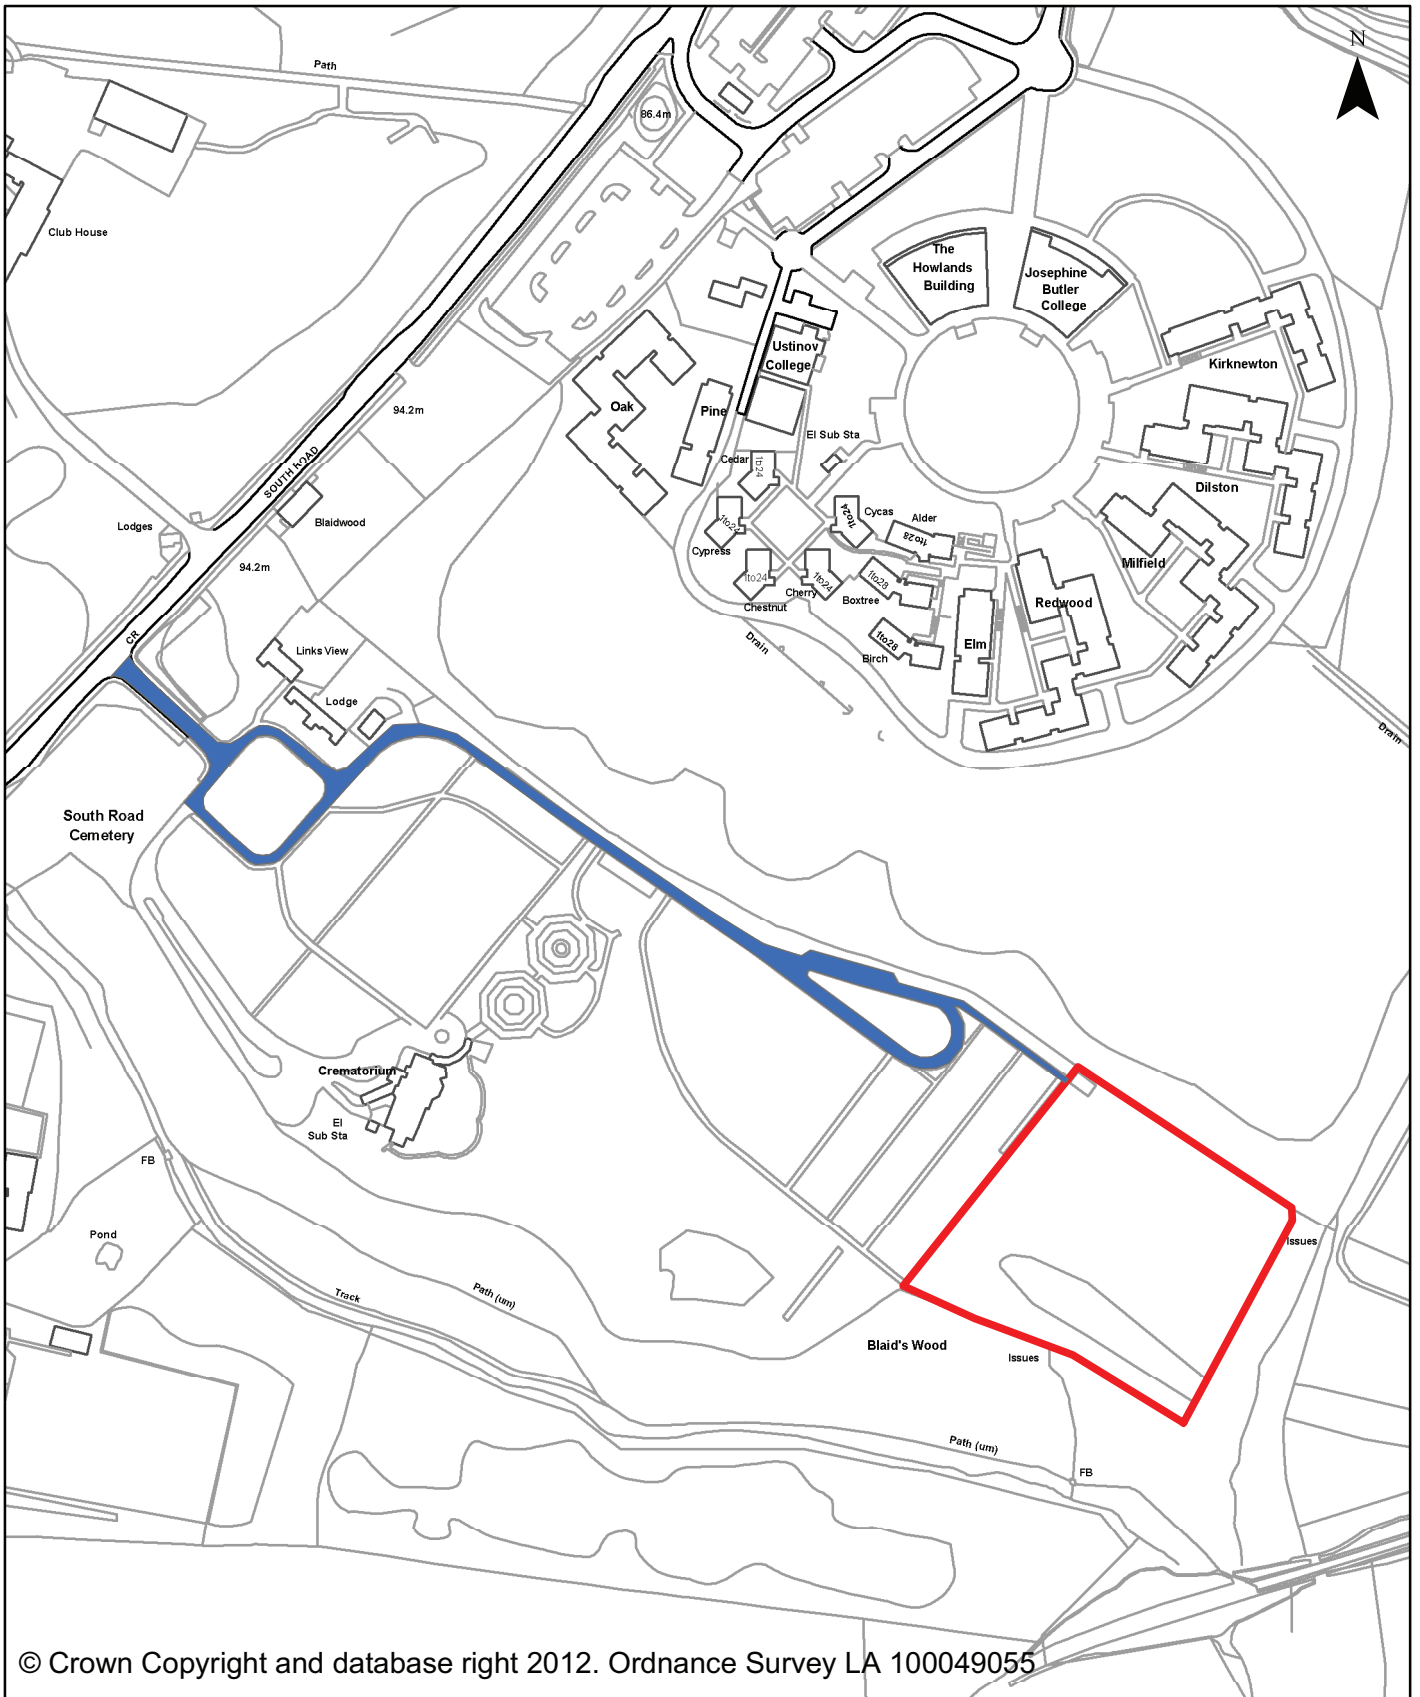 N
Path
86.4m
Club House
The
Howlands
Building
Josephine
Butler
College
Ustinov
College
Kirknewton
Oak
Pine
94.2m
El Sub Sta
Cedar
1to24
SOUTH ROAD
Dilston
Blaidwood
Lodges
Cycas
1to24
Alder
1to28
1to24
Cypress
94.2m
Milfield
1to24
Cherry
1to24
1to28
Boxtree
Chestnut
Redwood
CR
Drain
1to28
Elm
Birch
Links View
Lodge
Drain
South Road
Cemetery
Crematorium
El
Sub Sta
FB
Pond
Issues
Track
Path (um)
Blaid's Wood
Issues
Path (um)
FB
© Crown Copyright and database right 2012. Ordnance Survey LA 100049055